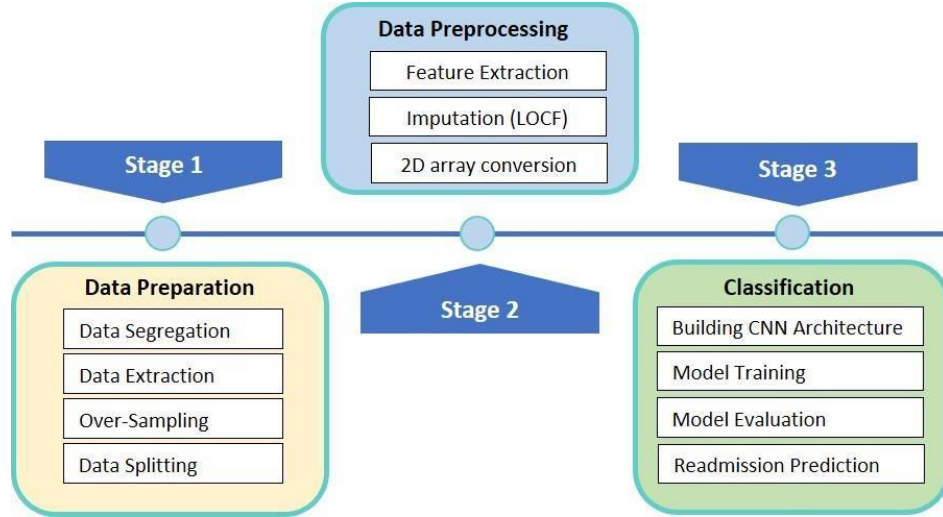 Data Preprocessing
Feature Extraction
Imputation (LOCF)
2D array conversion
Stage 1
Stage 3
Data Preparation
Data Segregation
Data Extraction
Over-Sampling
Data Splitting
Stage 2
Classification
Building CNN Architecture
Model Training
Model Evaluation
Readmission Prediction